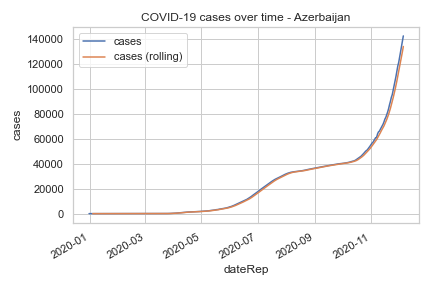 COVID-19 cases over time - Azerbaijan
cases
cases (rolling)
140000
120000
100000
80000
60000
40000
20000
0
cases
2020-01
2020-03
2020-05
2020-07
2020-09
2020-11
dateRep